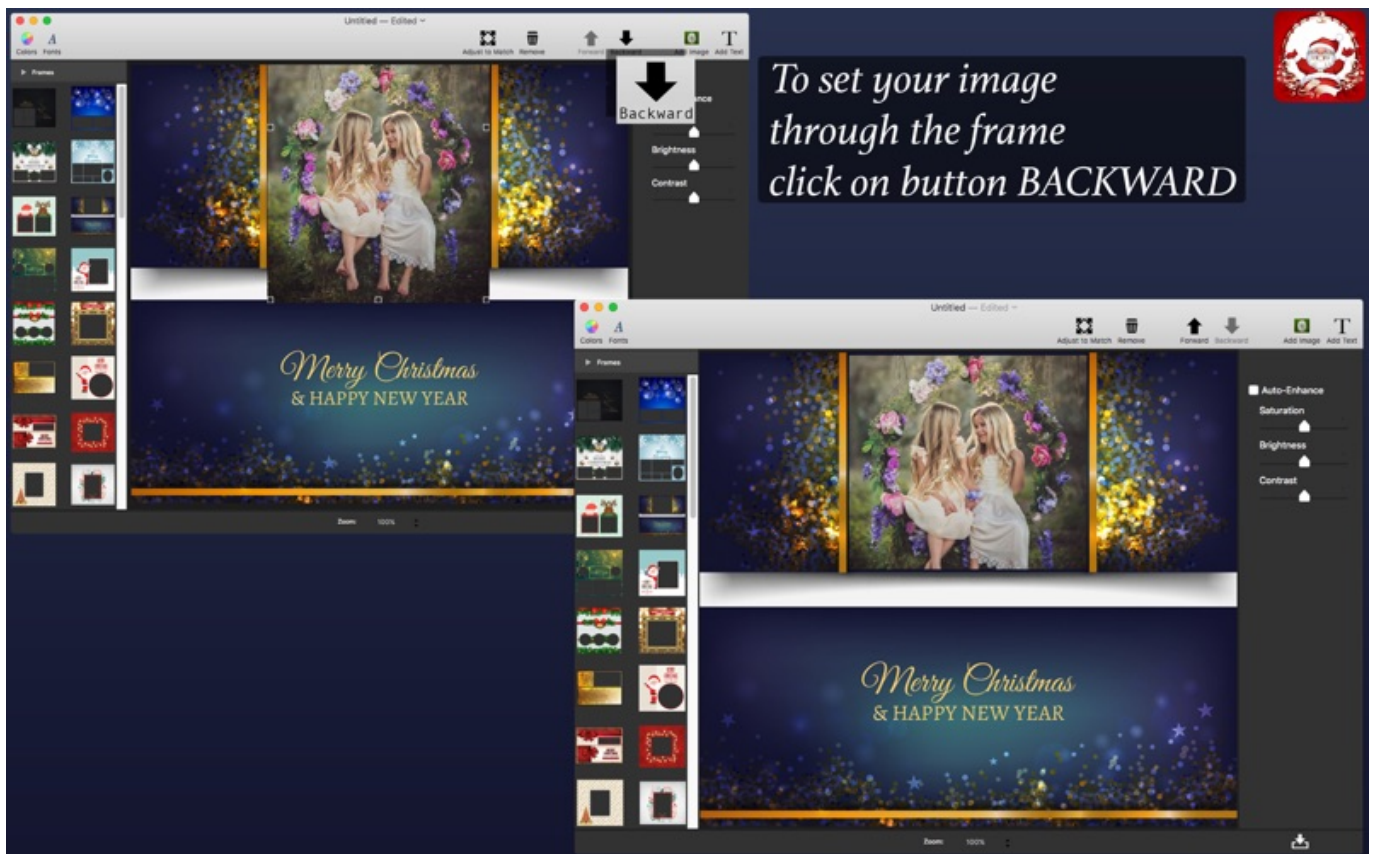 Untitled — Edited
Colors Fonts
Adjust to Match Remove
Forward Backward
Add Image Add Text
Frames
Backward
Brightness
Contrast
Merry Christmas
& HAPPY NEW YEAR
Zoom: 100%
To set your image
through the frame
click on button BACKWARD
Untitled — Edited
Colors Fonts
Adjust to Match Remove
Forward Backward
Add Image Add Text
Frames
Auto-Enhance
Saturation
Brightness
Contrast
Merry Christmas
& HAPPY NEW YEAR
Zoom: 100%